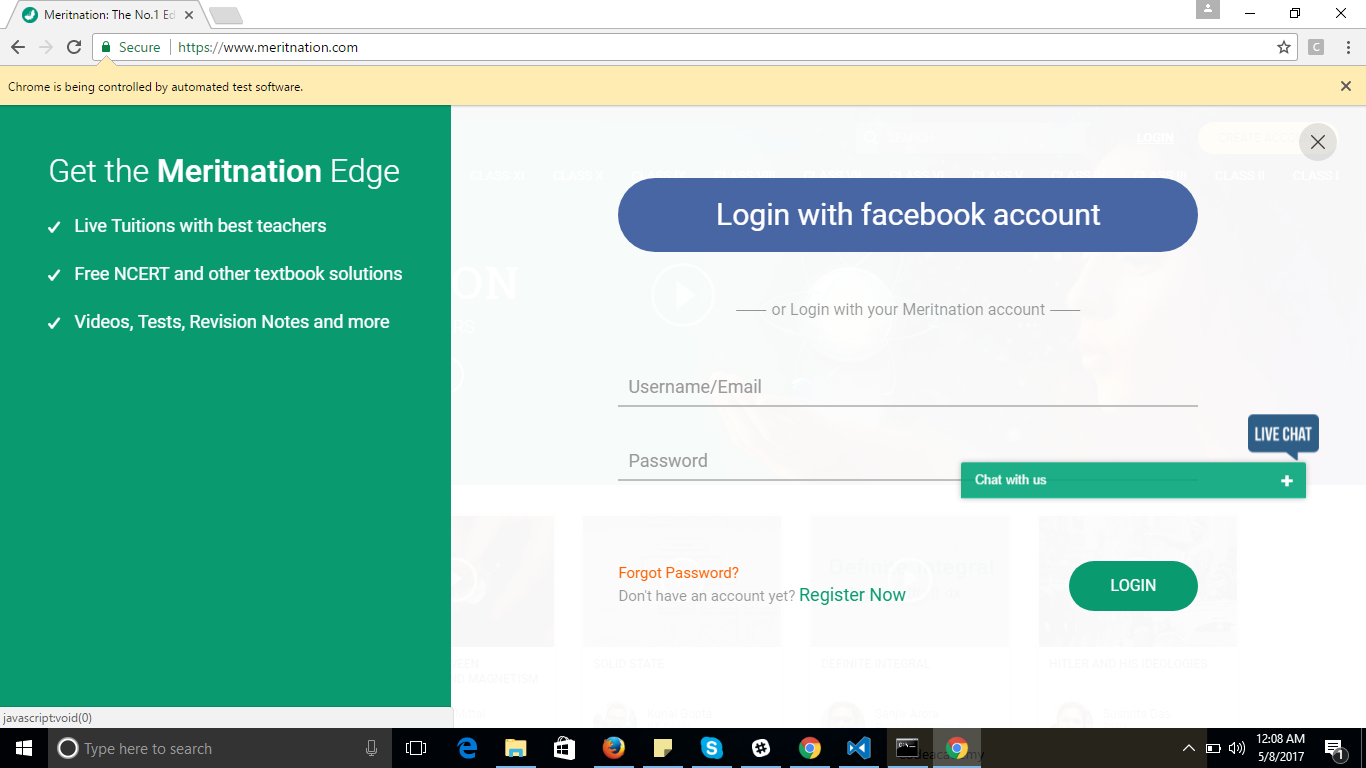 Meritnation: The No.1 Ed
Secure
https://www.meritnation.com
C
Chrome is being controlled by automated test software.
Get the Meritnation Edge
Live Tuitions with best teachers
Free NCERT and other textbook solutions
Videos, Tests, Revision Notes and more
LOGIN
CLASS XI
CLASS X
CLASS II
CLASS I
Login with facebook account
ON
or Login with your Meritnation account
Username/Email
Password
LIVE CHAT
Chat with us
Forgot Password?
Don't have an account yet? Register Now
LOGIN
SOLID STATE
DEFINITE INTEGRAL
HITLER AND HIS IDEOLOGIES
ND MAGNETISM
javascript:void(0)
Type here to search
12:08 AM
5/8/2017
1